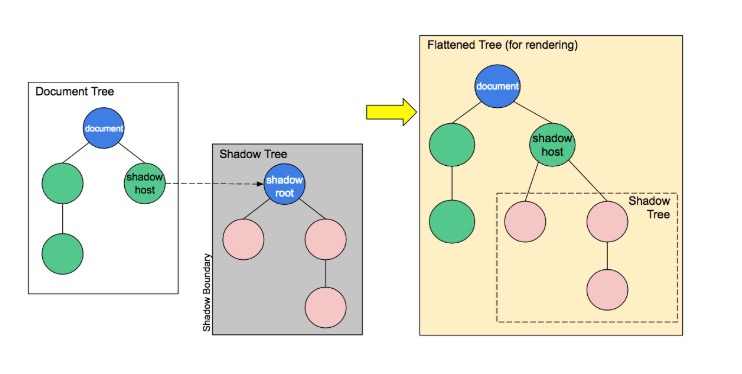 Document Tree
document
shadow
host
Shadow Tree
shadow
root
Shadow Boundary
Flattened Tree (for rendering)
document
shadow
host
Shadow
Tree